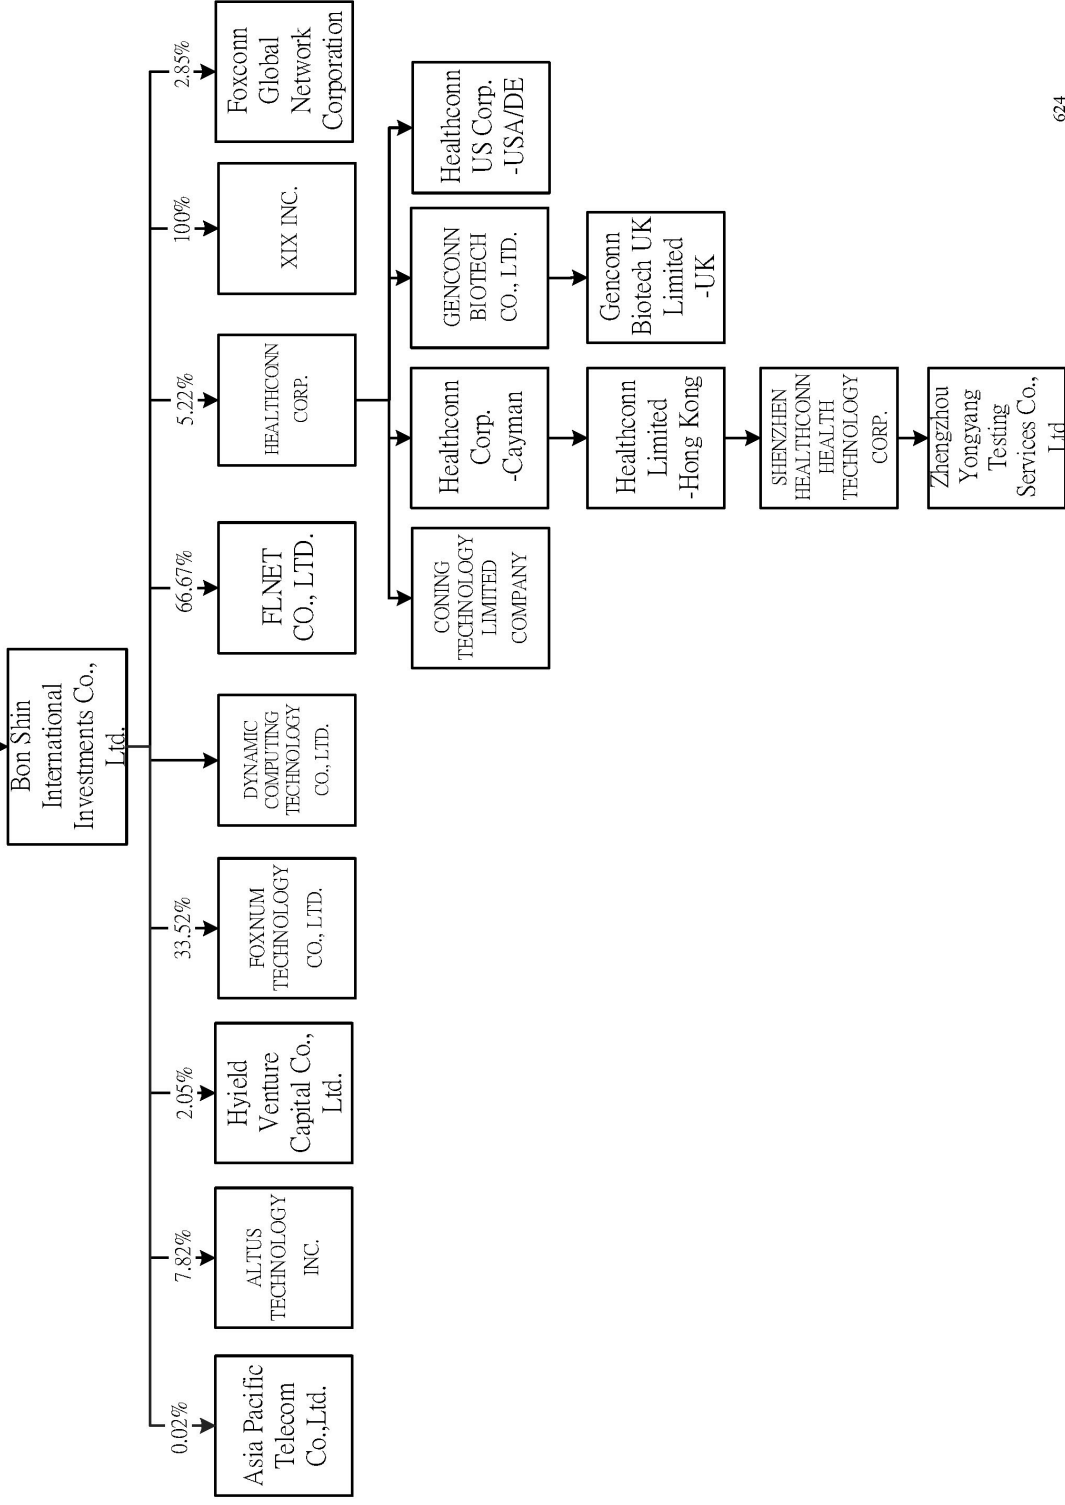 Bon Shin
International
Investments Co.,
Ltd.
0.02%
7.82%
2.05%
33.52%
66.67%
5.22%
100%
2.85%
Asia Pacific
Telecom
Co.,Ltd.
ALTUS
TECHNOLOGY
INC.
Hyield
Venture
Capital Co.,
Ltd.
FOXNUM
TECHNOLOGY
CO., LTD.
DYNAMIC
COMPUTING
TECHNOLOGY
CO., LTD.
FLNET
CO., LTD.
HEALTHCONN
CORP.
XIX INC.
Foxconn
Global
Network
Corporation
CONING
TECHNOLOGY
LIMITED
COMPANY
Healthconn
Corp.
-Cayman
GENCONN
BIOTECH
CO., LTD.
Healthconn
US Corp.
-USA/DE
Healthconn
Limited
-Hong Kong
Genconn
Biotech UK
Limited
-UK
SHENZHEN
HEALTHCONN
HEALTH
TECHNOLOGY
CORP.
Zhengzhou
Yongyang
Testing
Services Co.,
Ltd
624